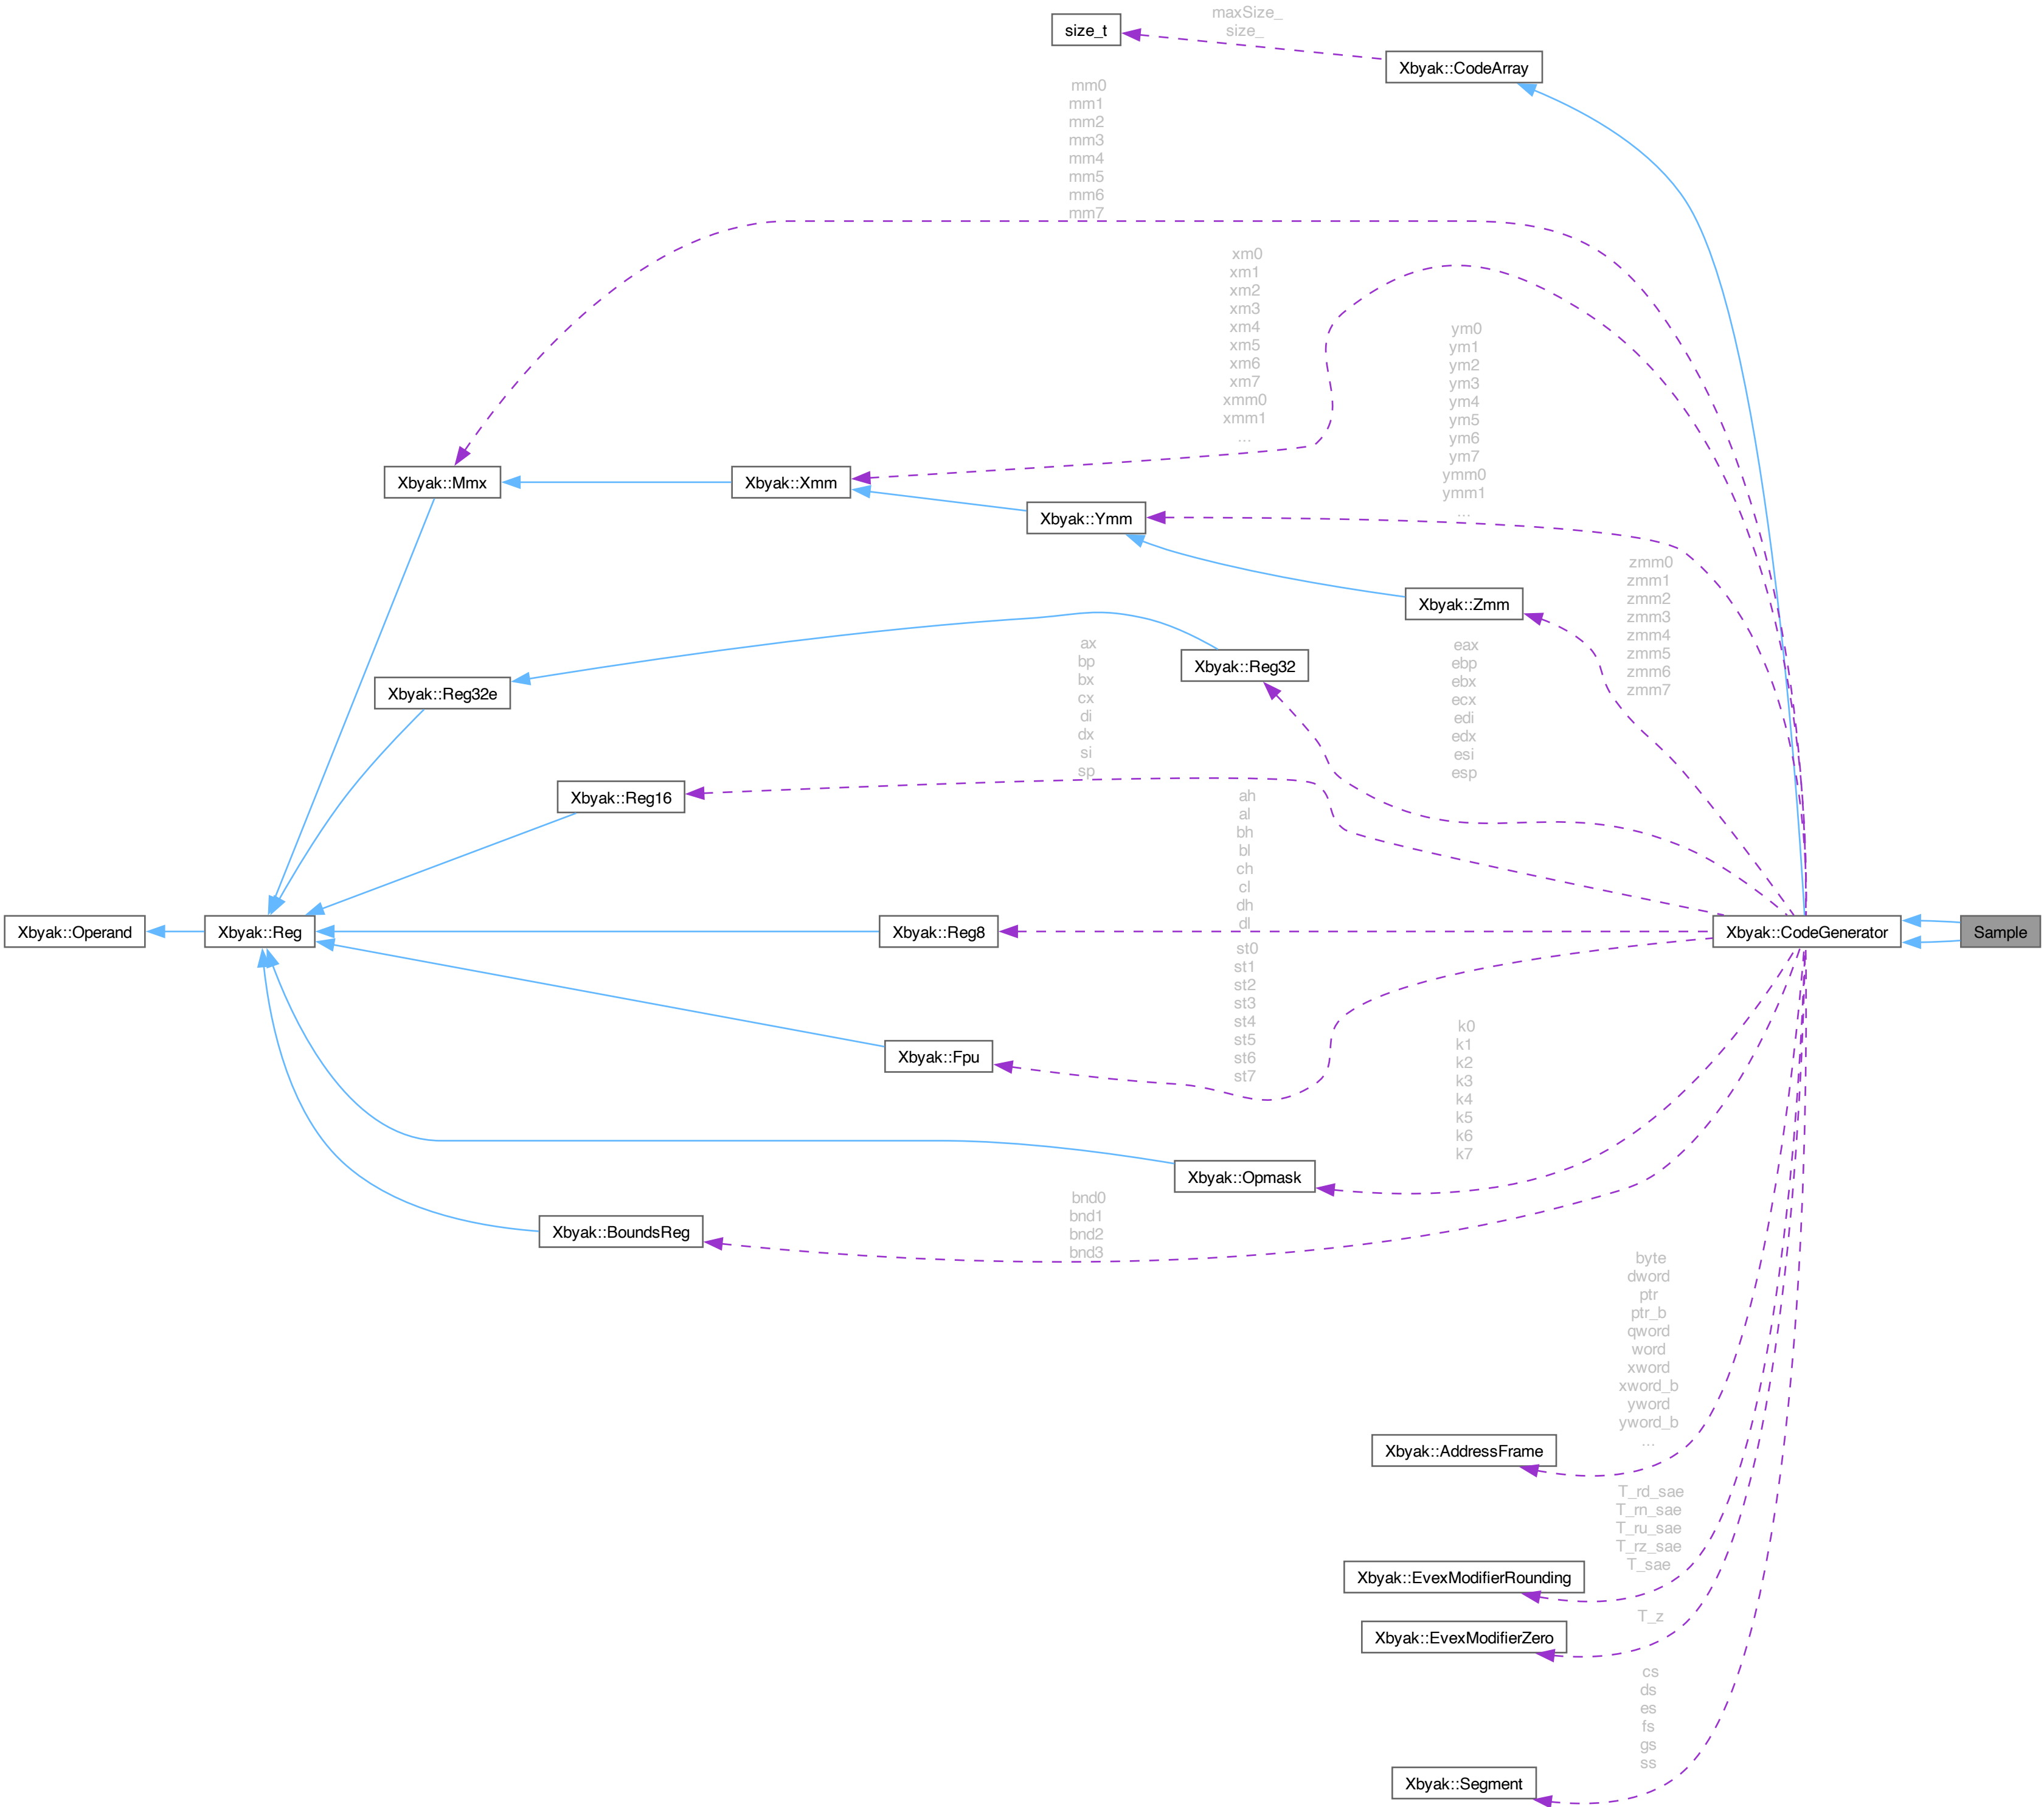 maxSize_
size_
size_t
Xbyak::CodeArray
mm0
mm1
mm2
mm3
mm4
mm5
mm6
mm7
xm0
xm1
xm2
xm3
xm4
xm5
xm6
xm7
xmm0
xmm1
...
ym0
ym1
ym2
ym3
ym4
ym5
ym6
ym7
ymm0
ymm1
...
Xbyak::Mmx
Xbyak::Xmm
Xbyak::Ymm
zmm0
zmm1
zmm2
zmm3
zmm4
zmm5
zmm6
zmm7
Xbyak::Zmm
ax
bp
bx
cx
di
dx
si
sp
eax
ebp
ebx
ecx
edi
edx
esi
esp
Xbyak::Reg32
Xbyak::Reg32e
Xbyak::Reg16
ah
al
bh
bl
ch
cl
dh
dl
Xbyak::Operand
Xbyak::Reg
Xbyak::Reg8
Xbyak::CodeGenerator
Sample
st0
st1
st2
st3
st4
st5
st6
st7
Xbyak::Fpu
k0
k1
k2
k3
k4
k5
k6
k7
Xbyak::Opmask
bnd0
bnd1
bnd2
bnd3
Xbyak::BoundsReg
byte
dword
ptr
ptr_b
qword
word
xword
xword_b
yword
yword_b
...
Xbyak::AddressFrame
T_rd_sae
T_rn_sae
T_ru_sae
T_rz_sae
T_sae
Xbyak::EvexModifierRounding
T_z
Xbyak::EvexModifierZero
cs
ds
es
fs
gs
ss
Xbyak::Segment